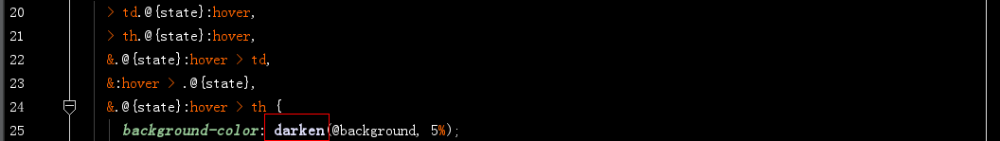 20 > td.@{state}:hover,
21 > th.@{state}:hover,
22 &.@{state}:hover > td,
23 &:hover > .@{state},
24 &.@{state}:hover > th {
25 background-color: darken(@background, 5%);